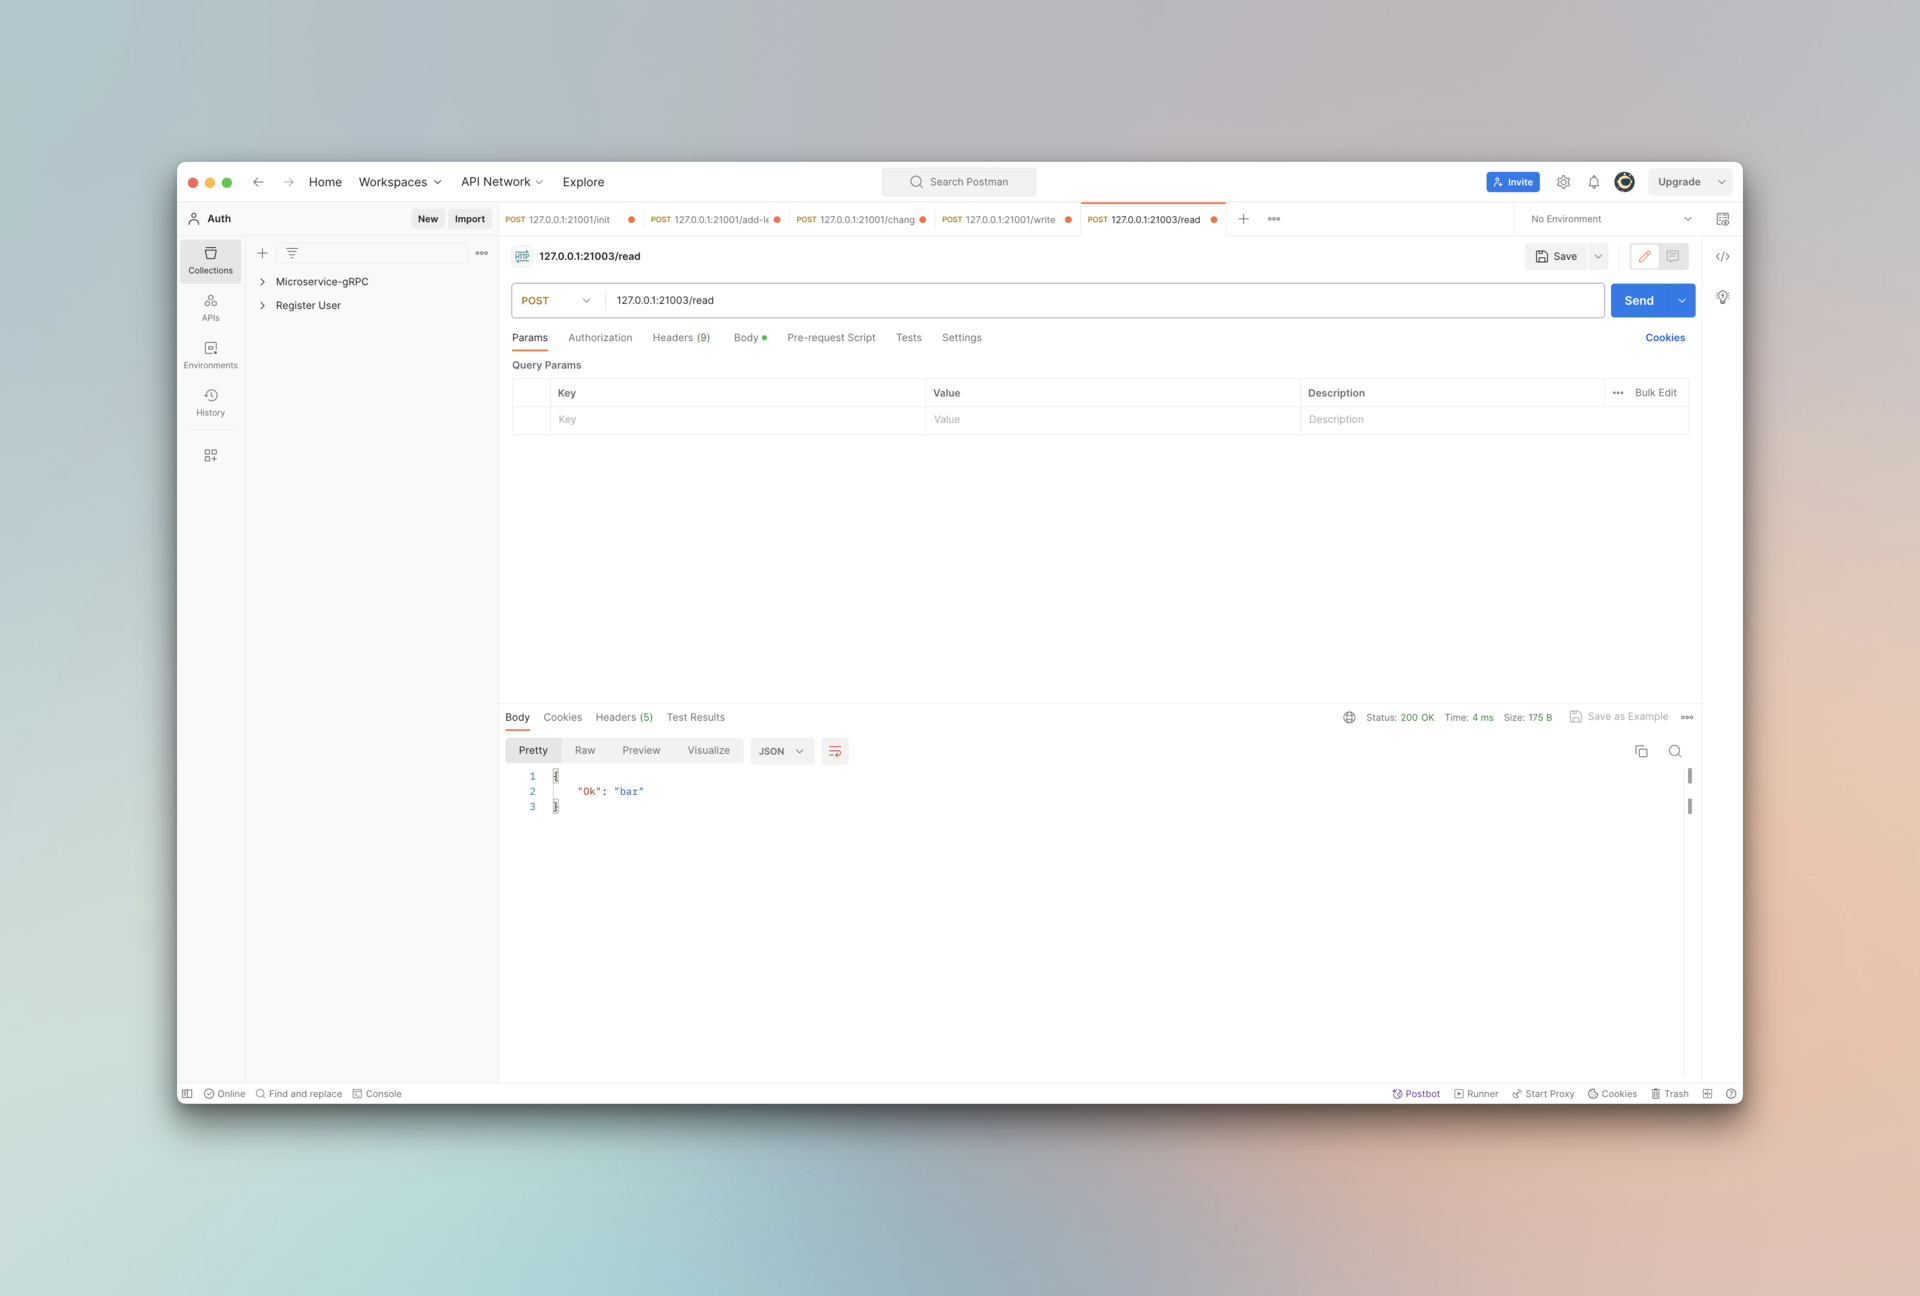 Home Workspaces API Network Explore Search Postman Invite Upgrade
Auth New Import POST 127.0.0.1:21001/init POST 127.0.0.1:21001/add-le POST 127.0.0.1:21001/chang POST 127.0.0.1:21001/write POST 127.0.0.1:21003/read No Environment
Collections
APIs
Environments
History
Microservice-gRPC
Register User
HTTP 127.0.0.1:21003/read Save
POST 127.0.0.1:21003/read Send
Params Authorization Headers (9) Body Pre-request Script Tests Settings Cookies
Query Params
Key Value Description Bulk Edit
Key Value Description
Body Cookies Headers (5) Test Results Status: 200 OK Time: 4 ms Size: 175 B Save as Example
Pretty Raw Preview Visualize JSON
1 {
2 "Ok": "bar"
3 }
Online Find and replace Console Postbot Runner Start Proxy Cookies Trash